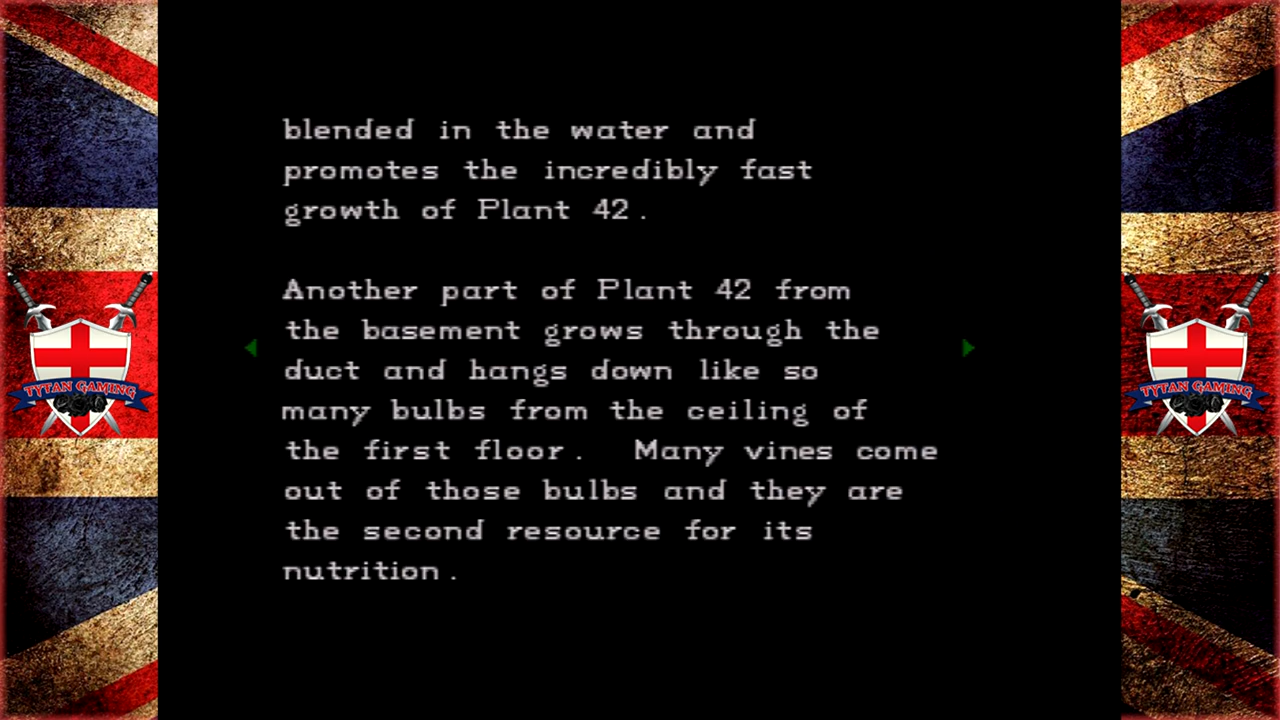 blended in the water and
promotes the incredibly fast
growth of Plant 42.
Another part of Plant 42 from
the basement grows through the
duct and hangs down like so
many bulbs from the ceiling of
the first floor. Many vines come
out of those bulbs and they are
the second resource for its
nutrition.
TYTAN GAMING
TYTAN GAMING